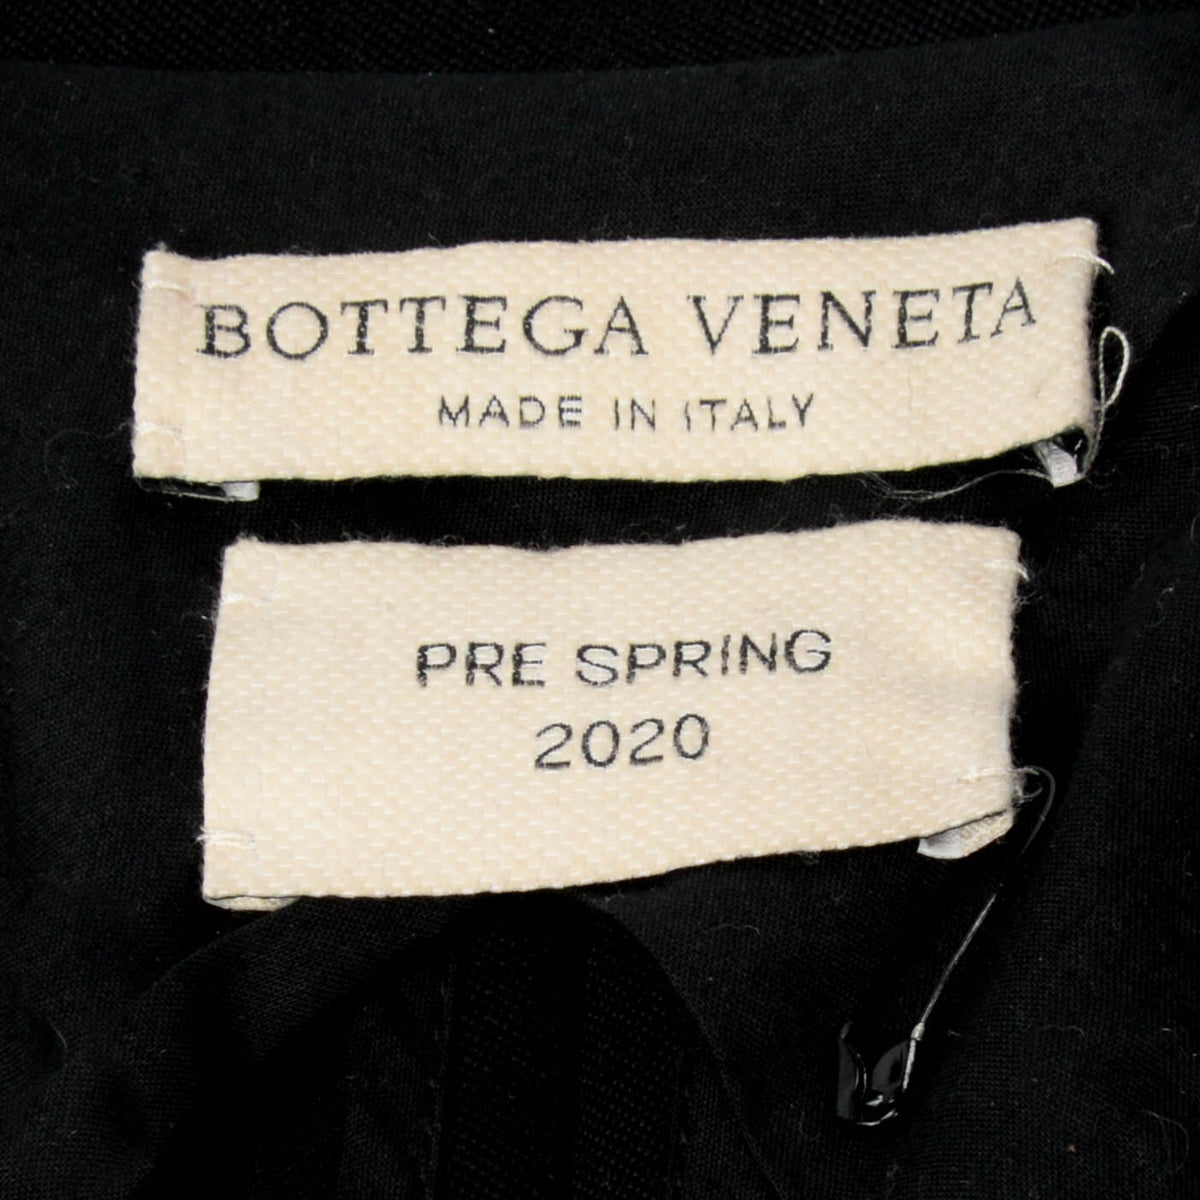 BOTTEGA VENETA
MADE IN ITALY
PRE SPRING
2020